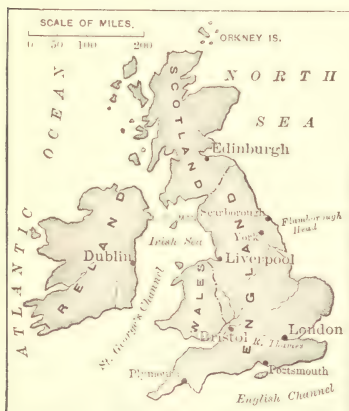 SCALE OF MILES.
0 50 100 200
ORKNEY IS.
NORTH
SEA
ATLANTIC
OCEAN
SCOTLAND
Edinburgh
Scarborough
Flamborough
Head
York
Irish Sea
IRELAND
Dublin
Liverpool
ENGLAND
WALES
St. George's Channel
Bristol
R. Thames
London
Plymouth
Portsmouth
English Channel